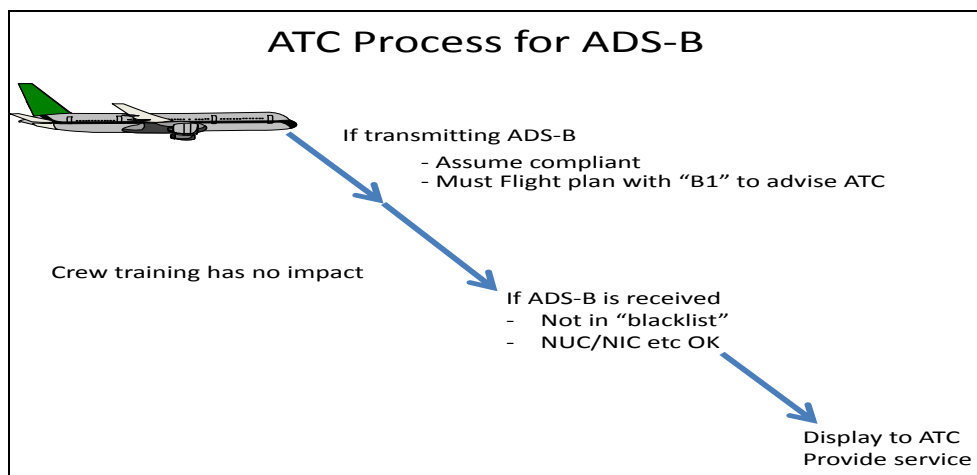 ATC Process for ADS-B
If transmitting ADS-B
- Assume compliant
- Must Flight plan with “B1” to advise ATC
Crew training has no impact
If ADS-B is received
- Not in “blacklist”
- NUC/NIC etc OK
Display to ATC
Provide service